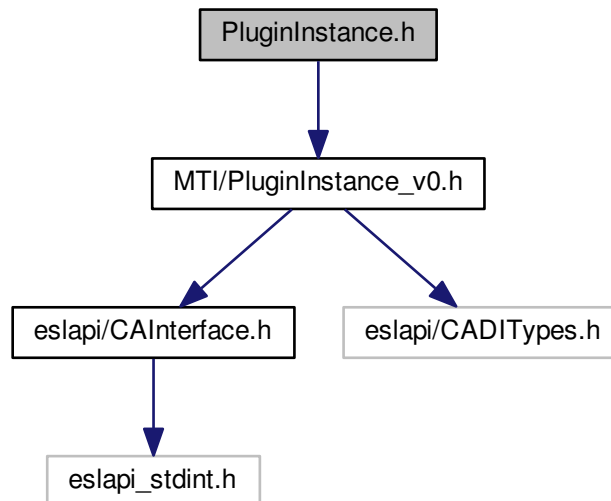 PluginInstance.h
MTI/PluginInstance_v0.h
eslapi/CAInterface.h
eslapi/CADITypes.h
eslapi_stdint.h